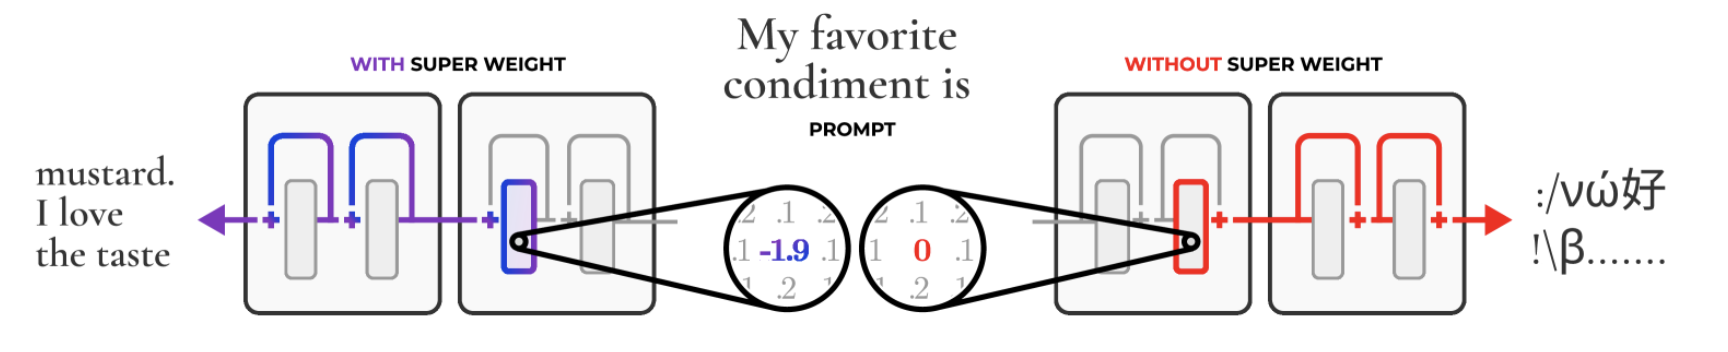 My favorite
condiment is
PROMPT
WITH SUPER WEIGHT
WITHOUT SUPER WEIGHT
mustard.
I love
the taste
.2 .1 .2
.1 -1.9 .1
1 .2 1
2 .1 .2
1 0 .1
1 .2 1
:/νώ好
!\β.......